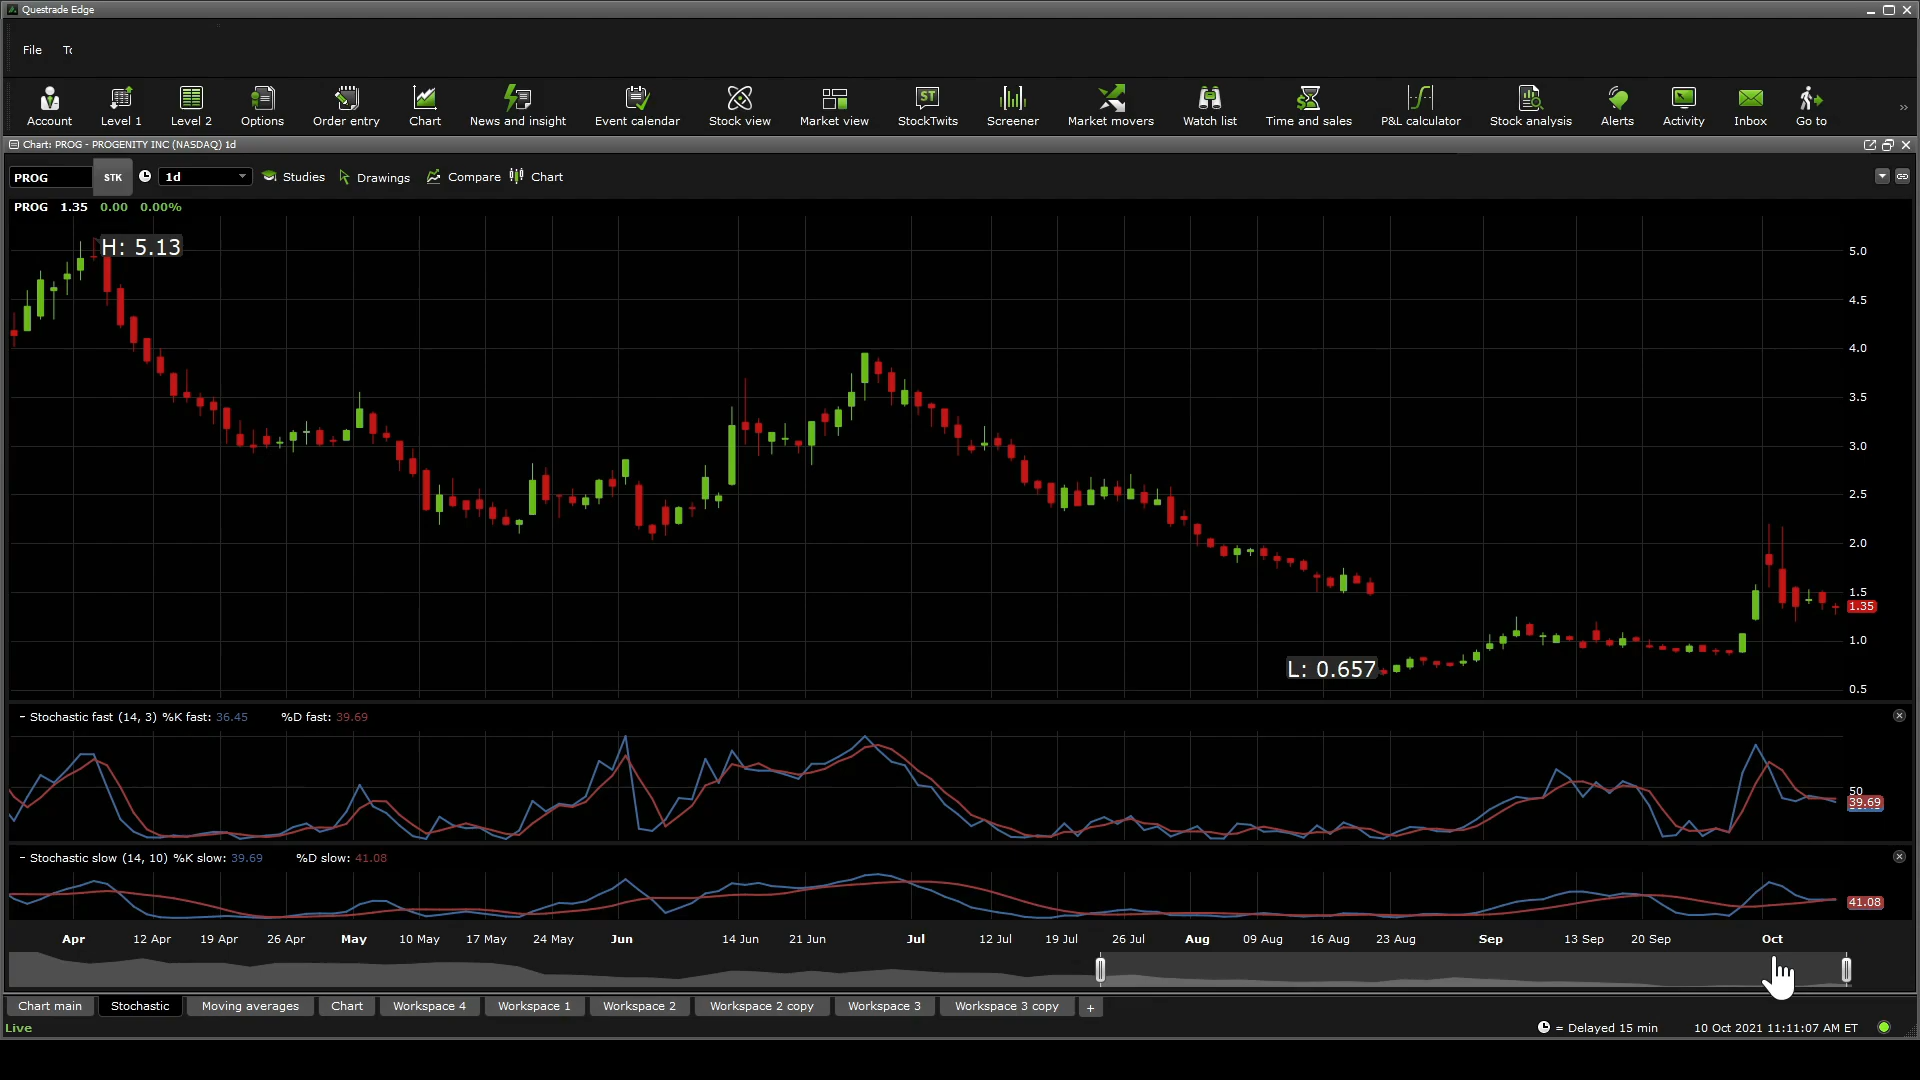 Questrade Edge
File To
Account Level 1 Level 2 Options Order entry Chart News and insight Event calendar Stock view Market view StockTwits Screener Market movers Watch list Time and sales P&L calculator Stock analysis Alerts Activity Inbox Go to
ST
Chart: PROG - PROGENITY INC (NASDAQ) 1d
PROG STK 1d Studies Drawings Compare Chart
PROG 1.35 0.00 0.00%
H: 5.13
5.0
4.5
4.0
3.5
3.0
2.5
2.0
1.5
1.35
1.0
L: 0.657
0.5
- Stochastic fast (14, 3) %K fast: 36.45 %D fast: 39.69
50
39.69
- Stochastic slow (14, 10) %K slow: 39.69 %D slow: 41.08
41.08
Apr 12 Apr 19 Apr 26 Apr May 10 May 17 May 24 May Jun 14 Jun 21 Jun Jul 12 Jul 19 Jul 26 Jul Aug 09 Aug 16 Aug 23 Aug Sep 13 Sep 20 Sep Oct
Chart main Stochastic Moving averages Chart Workspace 4 Workspace 1 Workspace 2 Workspace 2 copy Workspace 3 Workspace 3 copy +
Live = Delayed 15 min 10 Oct 2021 11:11:07 AM ET